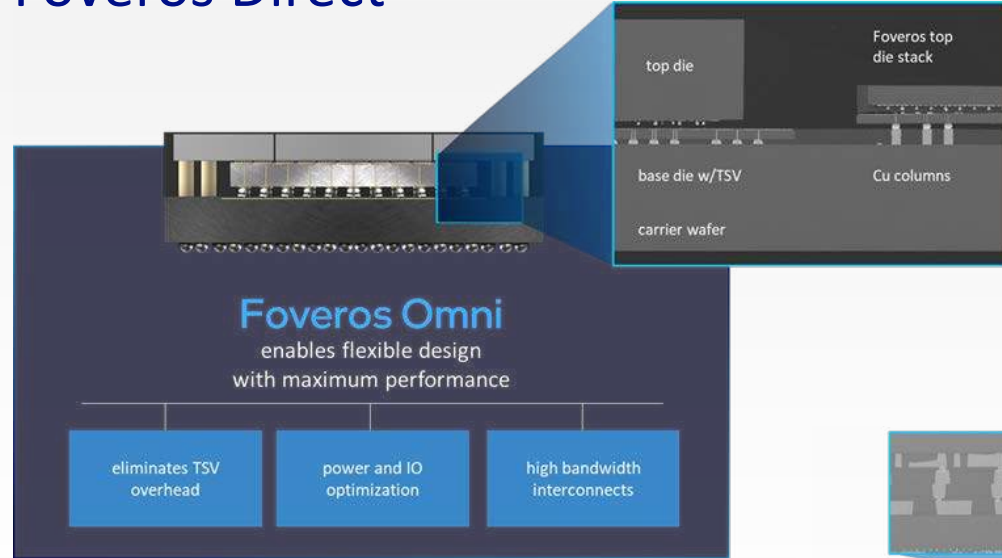 Foveros Direct
top die
Foveros top
die stack
base die w/TSV
Cu columns
carrier wafer
Foveros Omni
enables flexible design
with maximum performance
eliminates TSV
overhead
power and IO
optimization
high bandwidth
interconnects